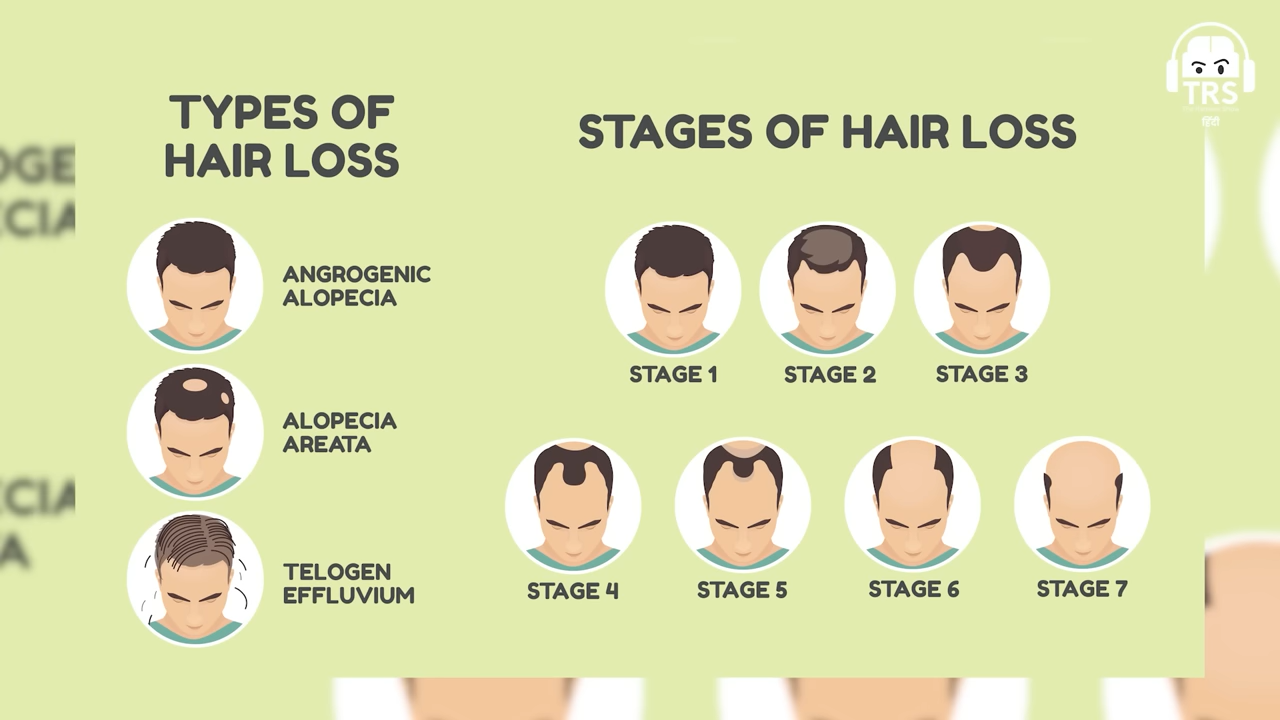 TYPES OF
HAIR LOSS
ANGROGENIC
ALOPECIA
ALOPECIA
AREATA
TELOGEN
EFFLUVIUM
STAGES OF HAIR LOSS
STAGE 1
STAGE 2
STAGE 3
STAGE 4
STAGE 5
STAGE 6
STAGE 7
TRS
हिंदी